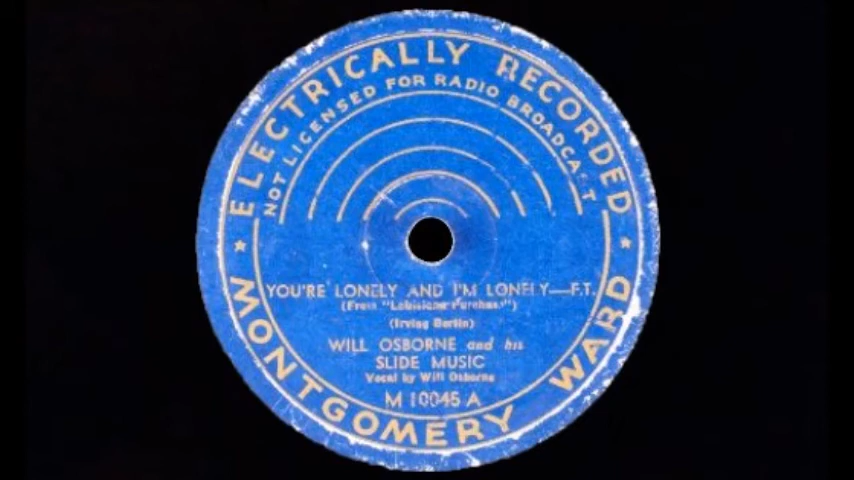 ELECTRICALLY RECORDED
NOT LICENSED FOR RADIO BROADCAST
YOU'RE LONELY AND I'M LONELY—F.T.
(From "Louisiana Purchase")
(Irving Berlin)
WILL OSBORNE and his
SLIDE MUSIC
Vocal by Will Osborne
M 10045 A
MONTGOMERY WARD